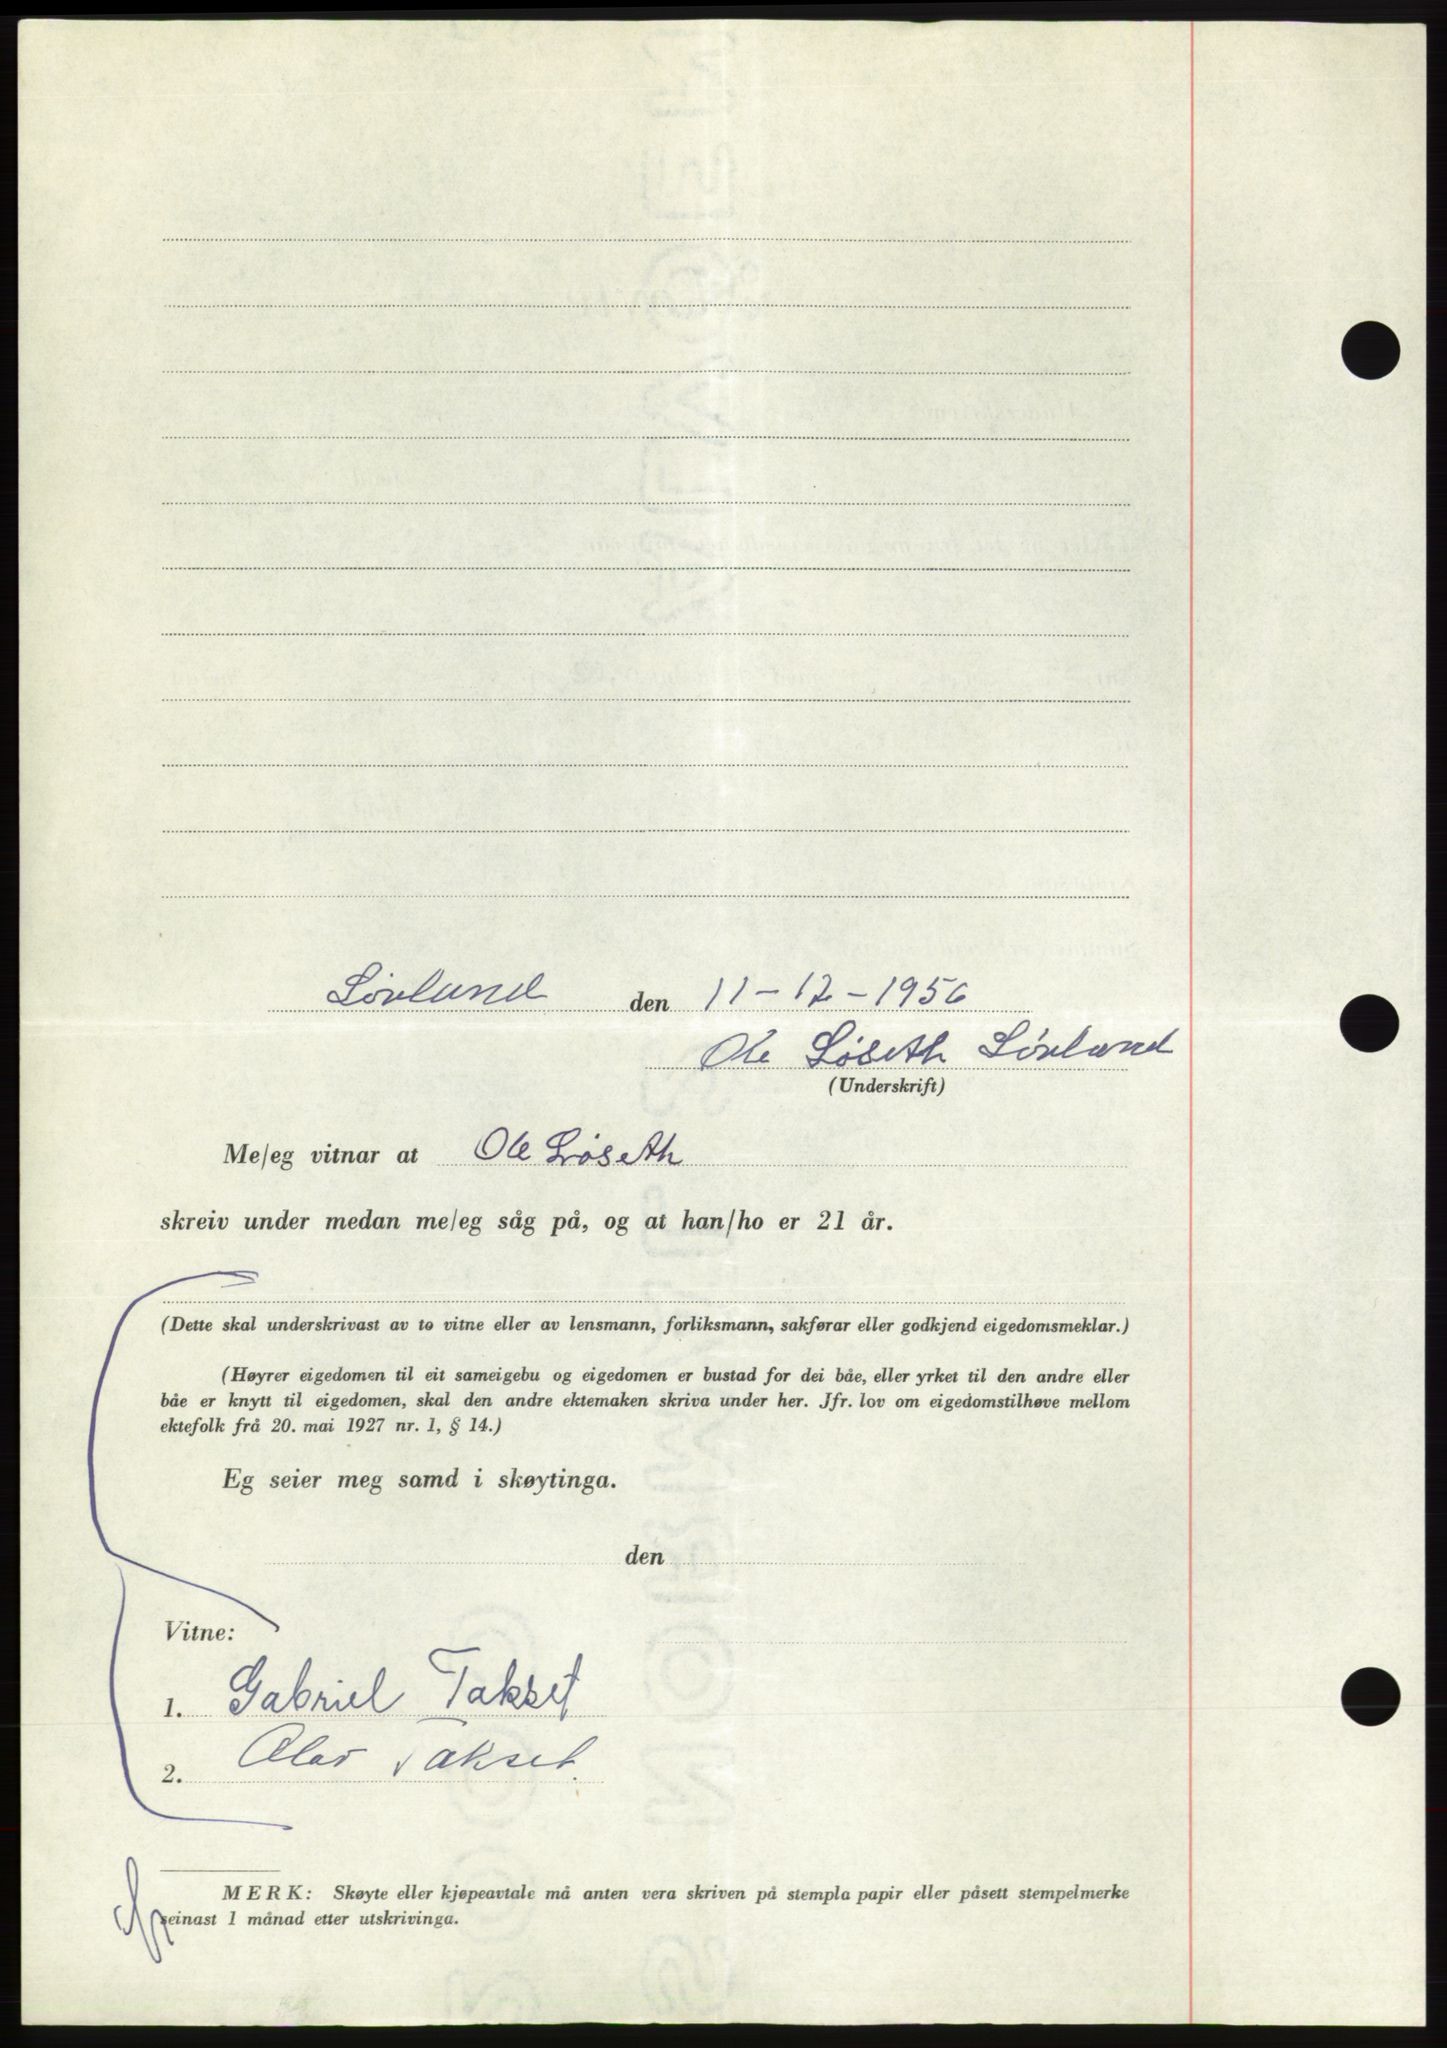 Lövlund den 11-12-1956
Ole Löseth Lövlund
(Underskrift)
Me/eg vitnar at Ole Löseth
skreiv under medan me/eg såg på, og at han/ho er 21 år.
(Dette skal underskrivast av to vitne eller av lensmann, forliksmann, sakførar eller godkjend eigedomsmeklar.)
(Høyrer eigedomen til eit sameigebu og eigedomen er bustad for dei båe, eller yrket til den andre eller
båe er knytt til eigedomen, skal den andre ektemaken skriva under her. Jfr. lov om eigedomstilhøve mellom
ektefolk frå 20. mai 1927 nr. 1, § 14.)
Eg seier meg samd i skøytinga.
den
Vitne:
1. Gabriel Takset
2. Olav Takset.
MERK: Skøyte eller kjøpeavtale må anten vera skriven på stempla papir eller påsett stempelmerke
seinast 1 månad etter utskrivinga.